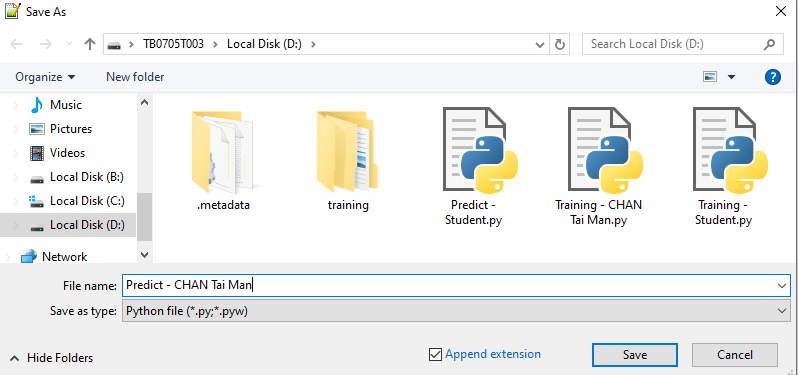 Save As
TB0705T003 > Local Disk (D:) >
Search Local Disk (D:)
Organize
New folder
?
Music
Pictures
Videos
Local Disk (B:)
Local Disk (C:)
Local Disk (D:)
Network
.metadata
training
Predict -
Student.py
Training - CHAN
Tai Man.py
Training -
Student.py
File name:
Predict - CHAN Tai Man
Save as type:
Python file (*.py;*.pyw)
Hide Folders
Append extension
Save
Cancel